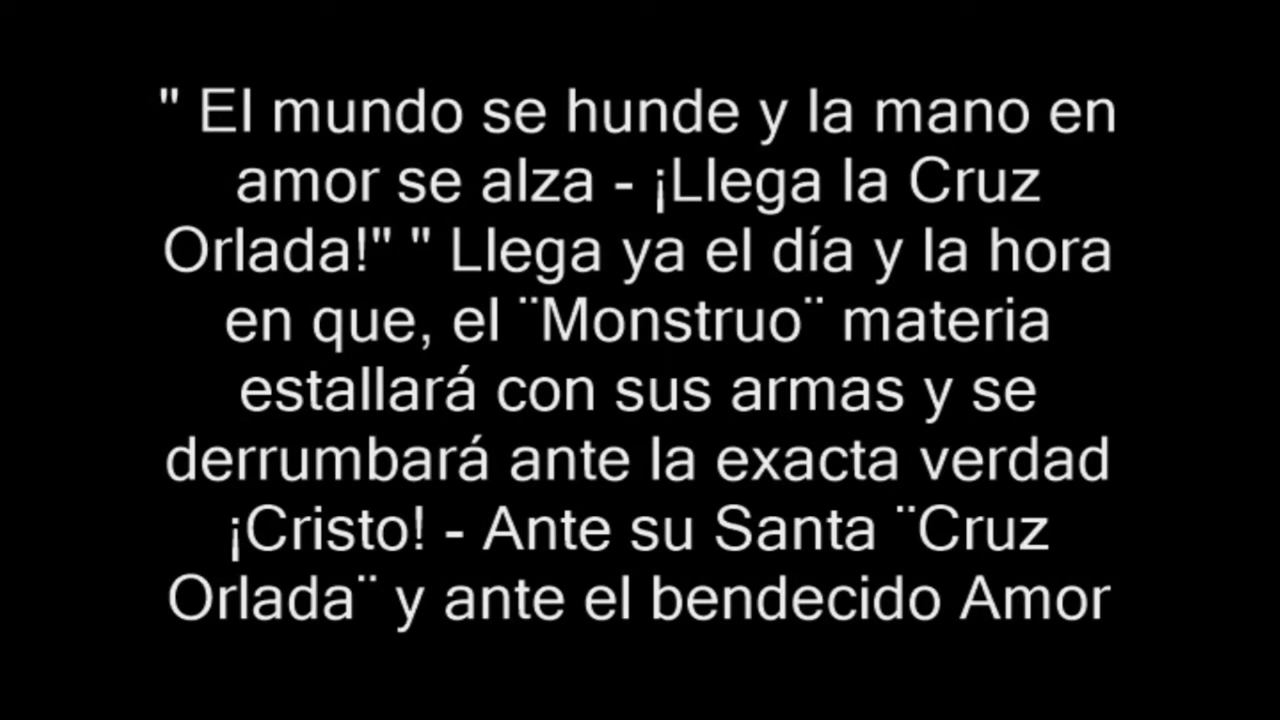 " El mundo se hunde y la mano en
amor se alza - ¡Llega la Cruz
Orlada!" " Llega ya el día y la hora
en que, el ¨Monstruo¨ materia
estallará con sus armas y se
derrumbará ante la exacta verdad
¡Cristo! - Ante su Santa ¨Cruz
Orlada¨ y ante el bendecido Amor